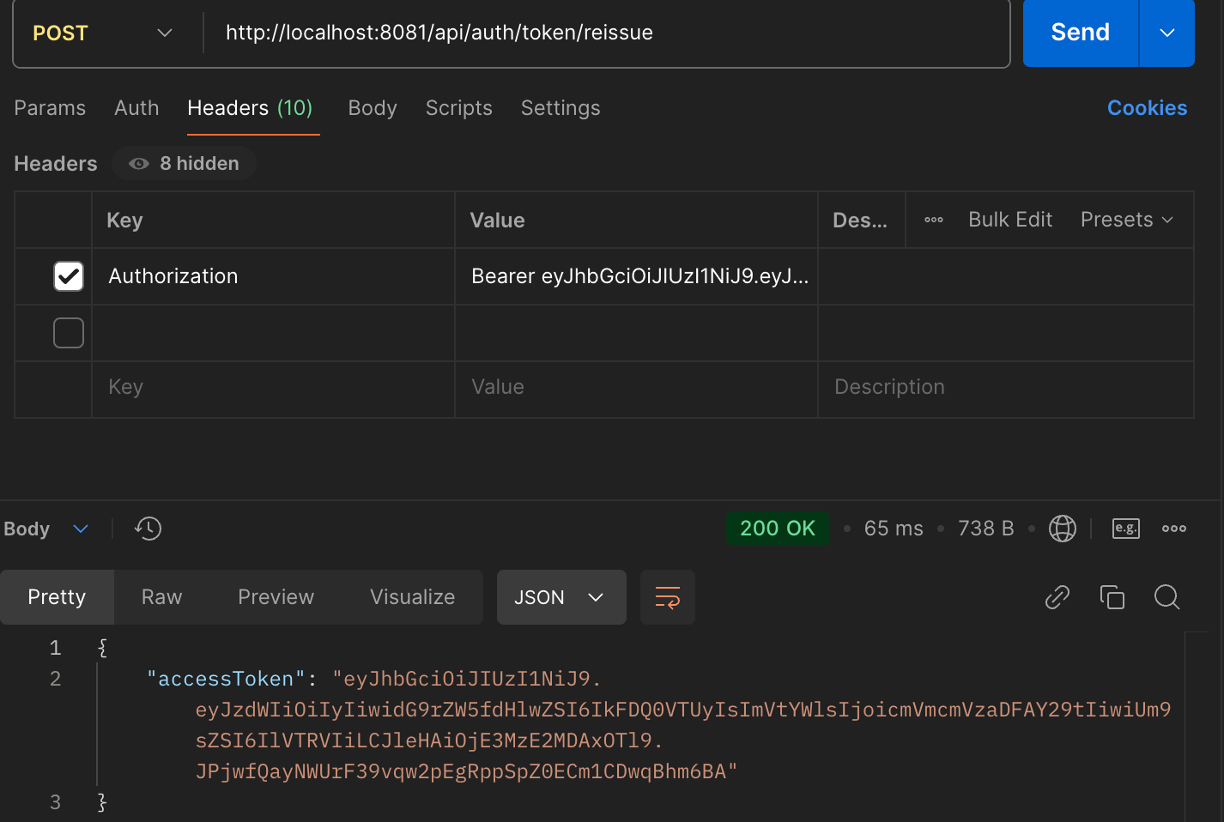 POST
http://localhost:8081/api/auth/token/reissue
Send
Params Auth Headers (10) Body Scripts Settings Cookies
Headers 8 hidden
Key Value Des... Bulk Edit Presets
Authorization Bearer eyJhbGciOiJIUzI1NiJ9.eyJ...
Key Value Description
Body 200 OK 65 ms 738 B e.g.
Pretty Raw Preview Visualize JSON
1 {
2 "accessToken": "eyJhbGciOiJIUzI1NiJ9.
eyJzdWIiOiIyIiwidG9rZW5fdHlwZSI6IkFDQ0VTUyIsImVtYWlsIjoicmVmcmVzaDFAY29tIiwiUm9
sZSI6IlVTRVIiLCJleHAiOjE3MzE2MDAxOTl9.
JPjwfQayNWUrF39vqw2pEgRppSpZ0ECm1CDwqBhm6BA"
3 }